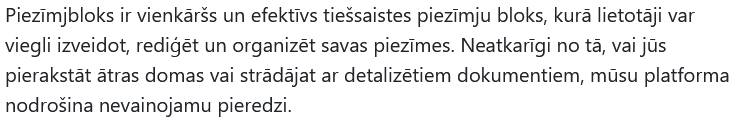 Piezīmjbloks ir vienkāršs un efektīvs tiešsaistes piezīmju bloks, kurā lietotāji var
viegli izveidot, rediģēt un organizēt savas piezīmes. Neatkarīgi no tā, vai jūs
pierakstāt ātras domas vai strādājat ar detalizētiem dokumentiem, mūsu platforma
nodrošina nevainojamu pieredzi.